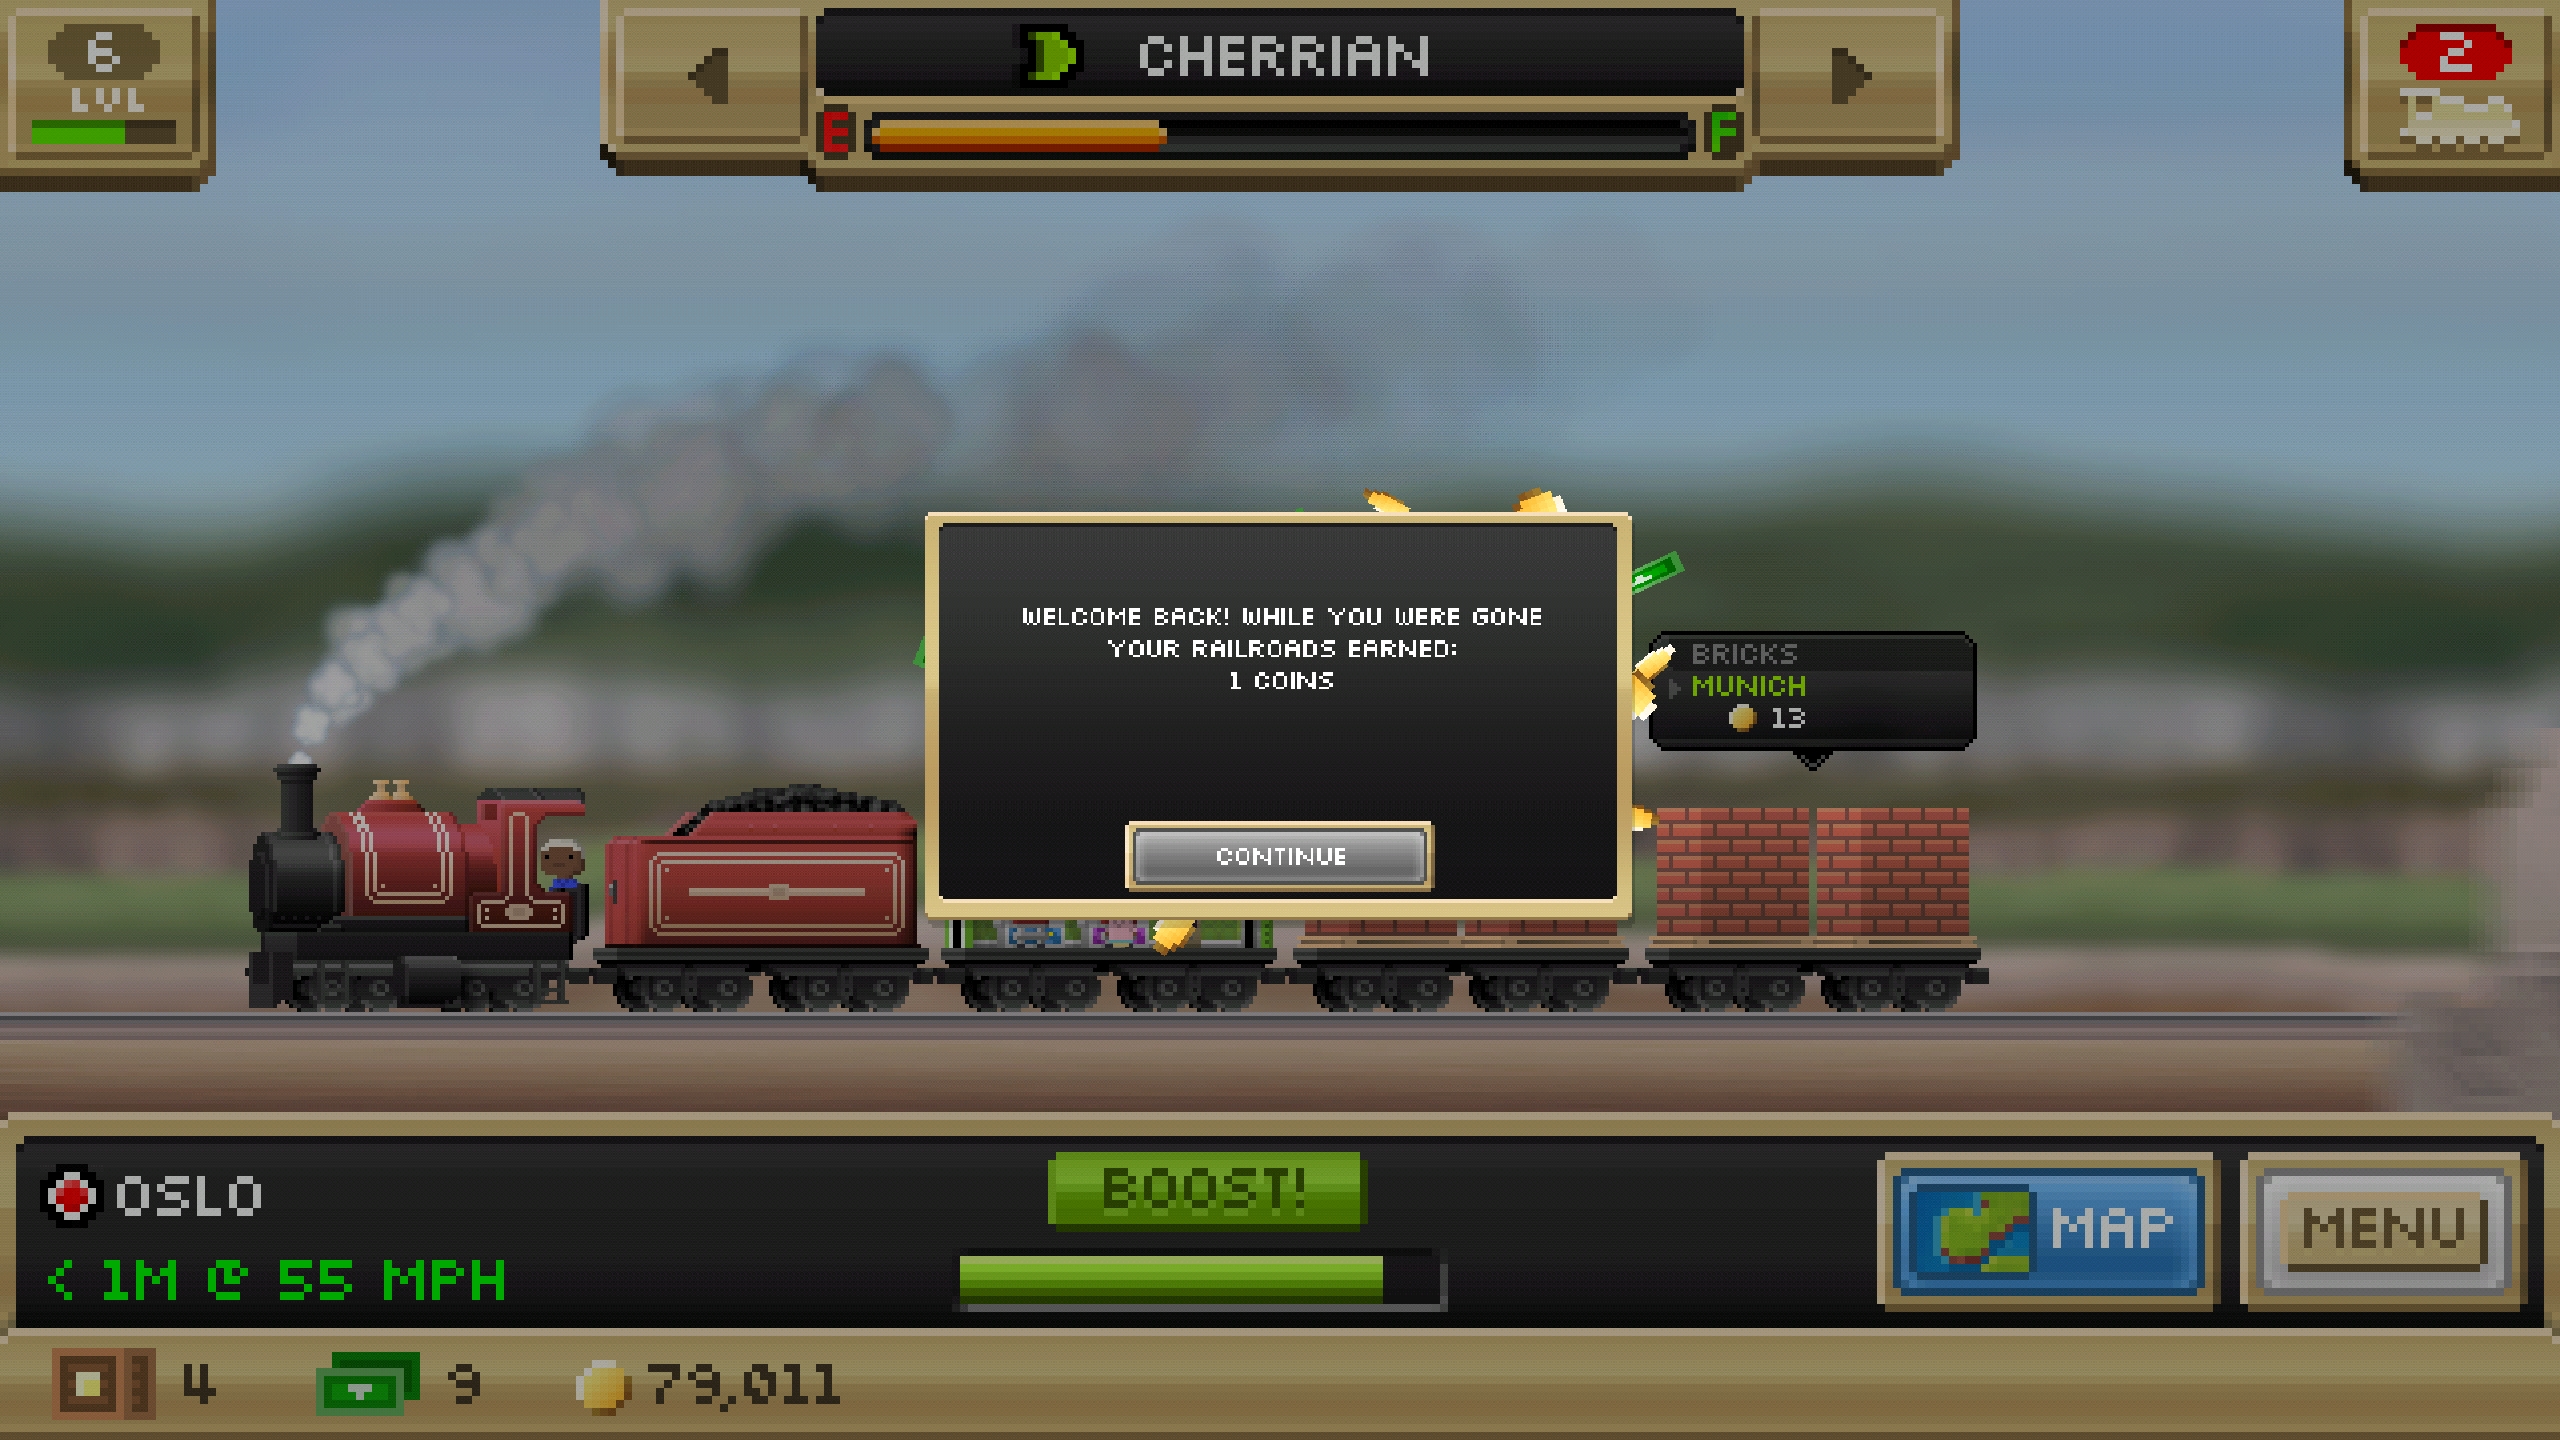 6
LVL
CHERRIAN
E
F
2
WELCOME BACK! WHILE YOU WERE GONE
YOUR RAILROADS EARNED:
1 COINS
CONTINUE
BRICKS
MUNICH
13
OSLO
< 1M @ 55 MPH
BOOST!
MAP
MENU
4
9
79,011